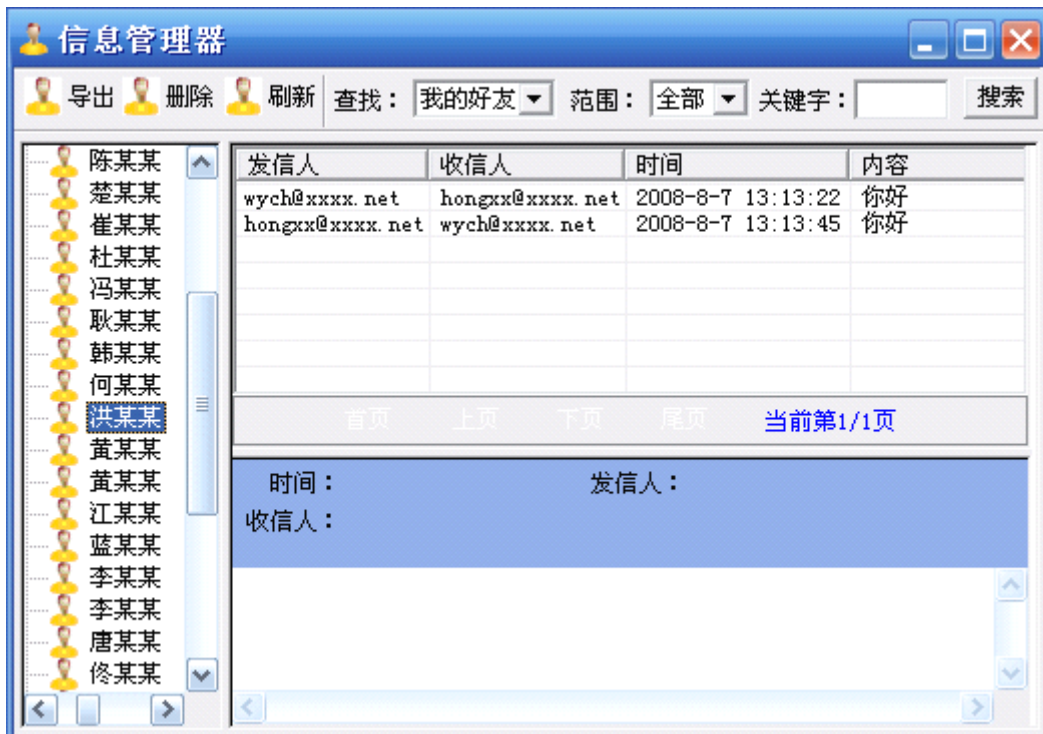 信息管理器
导出 删除 刷新 查找： 我的好友 范围： 全部 关键字： 搜索
陈某某
楚某某
崔某某
杜某某
冯某某
耿某某
韩某某
何某某
洪某某
黄某某
黄某某
江某某
蓝某某
李某某
李某某
唐某某
佟某某
发信人 收信人 时间 内容
wych@xxxx.net hongxx@xxxx.net 2008-8-7 13:13:22 你好
hongxx@xxxx.net wych@xxxx.net 2008-8-7 13:13:45 你好
首页 上页 下页 尾页 当前第1/1页
时间： 发信人：
收信人：